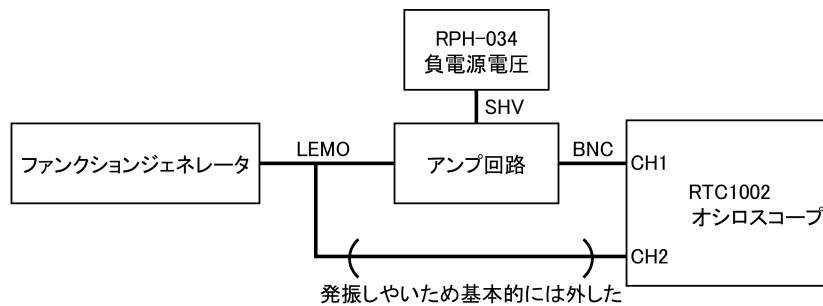 RPH-034
負電源電圧
SHV
ファンクションジェネレータ
LEMO
アンプ回路
BNC
CH1
RTC1002
オシロスコープ
CH2
発振しやいため基本的には外した